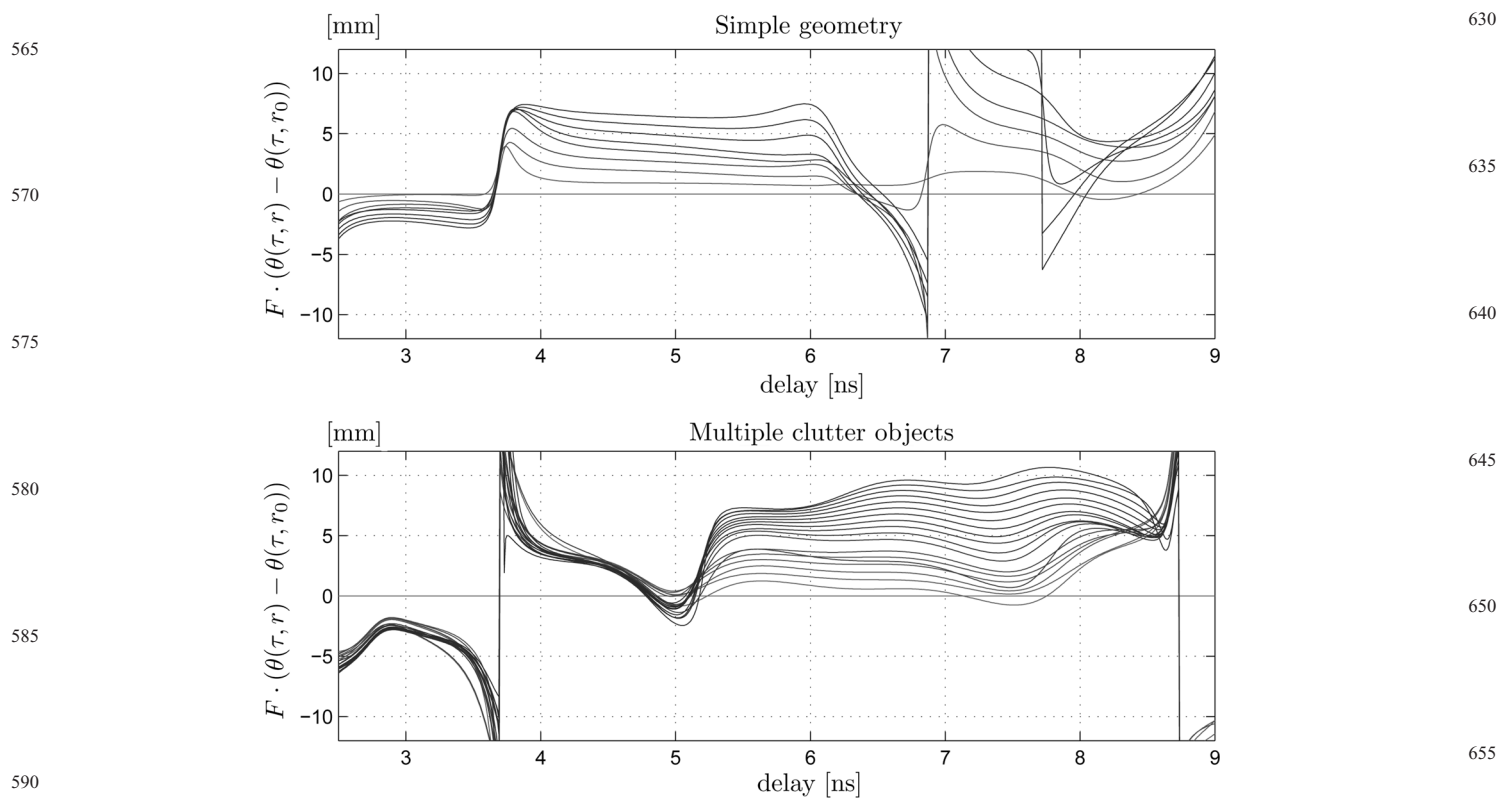 [mm]
Simple geometry
630
565
10
F · (θ(τ, r) − θ(τ, r₀))
5
635
570
0
−5
640
−10
575
3 4 5 6 7 8 9
delay [ns]
[mm]
Multiple clutter objects
645
580
10
F · (θ(τ, r) − θ(τ, r₀))
5
0
650
585
−5
−10
655
3 4 5 6 7 8 9
590
delay [ns]